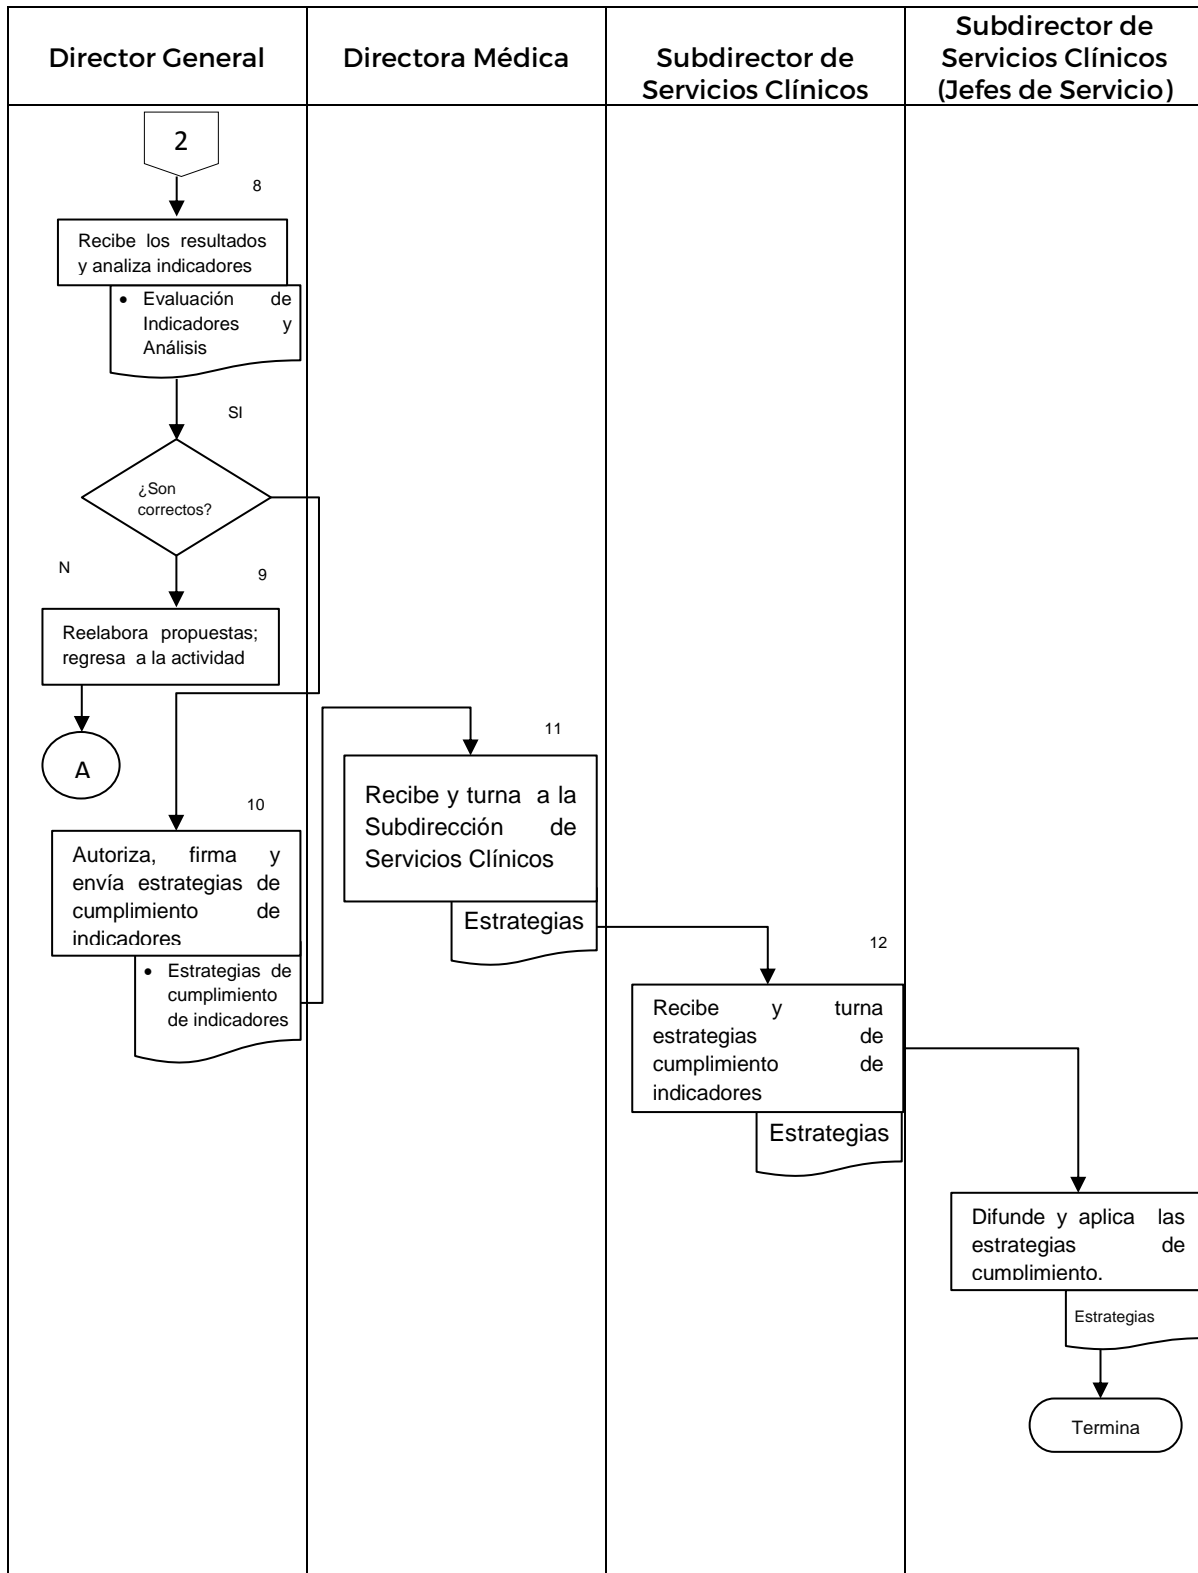 Director General
Directora Médica
Subdirector de
Servicios Clínicos
Subdirector de
Servicios Clínicos
(Jefes de Servicio)
2
8
Recibe los resultados
y analiza indicadores
• Evaluación de
Indicadores y
Análisis
SI
¿Son
correctos?
N
9
Reelabora propuestas;
regresa a la actividad
A
10
Autoriza, firma y
envía estrategias de
cumplimiento de
indicadores
• Estrategias de
cumplimiento
de indicadores
11
Recibe y turna a la
Subdirección de
Servicios Clínicos
Estrategias
12
Recibe y turna
estrategias de
cumplimiento de
indicadores
Estrategias
Difunde y aplica las
estrategias de
cumplimiento.
Estrategias
Termina